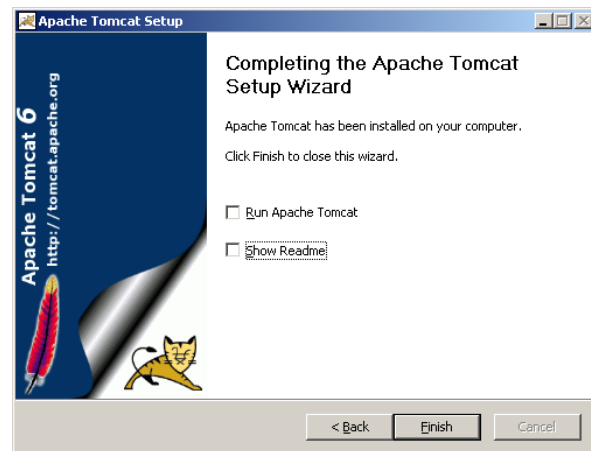 Apache Tomcat Setup
Apache Tomcat 6
http://tomcat.apache.org
Completing the Apache Tomcat
Setup Wizard
Apache Tomcat has been installed on your computer.
Click Finish to close this wizard.
Run Apache Tomcat
Show Readme
< Back
Finish
Cancel